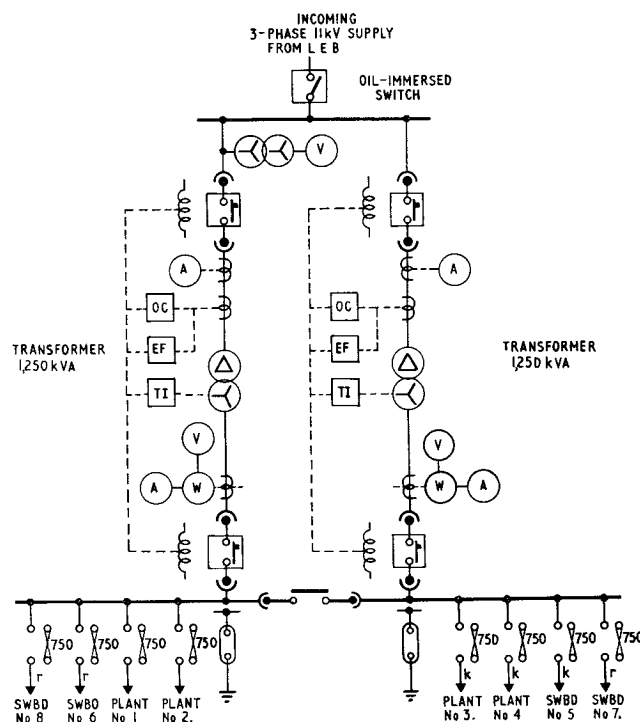 INCOMING
3-PHASE 11kV SUPPLY
FROM L E B
OIL-IMMERSED
SWITCH
V
A
A
OC
OC
EF
EF
TRANSFORMER
1,250 kVA
TRANSFORMER
1,25D kVA
TI
TI
V
V
A
W
W
A
750
750
750
750
75D
750
750
750
r
r
k
k
k
r
SWBD
No 8
SWBD
No 6
PLANT
No 1
PLANT
No 2.
PLANT
No 3.
PLANT
No 4
SWBD
No 5
SWBD
No 7.